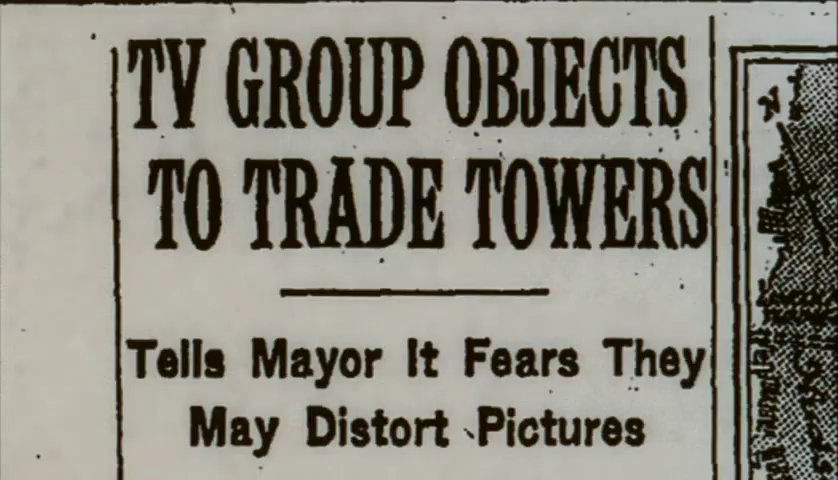 TV GROUP OBJECTS
TO TRADE TOWERS
Tells Mayor It Fears They
May Distort Pictures